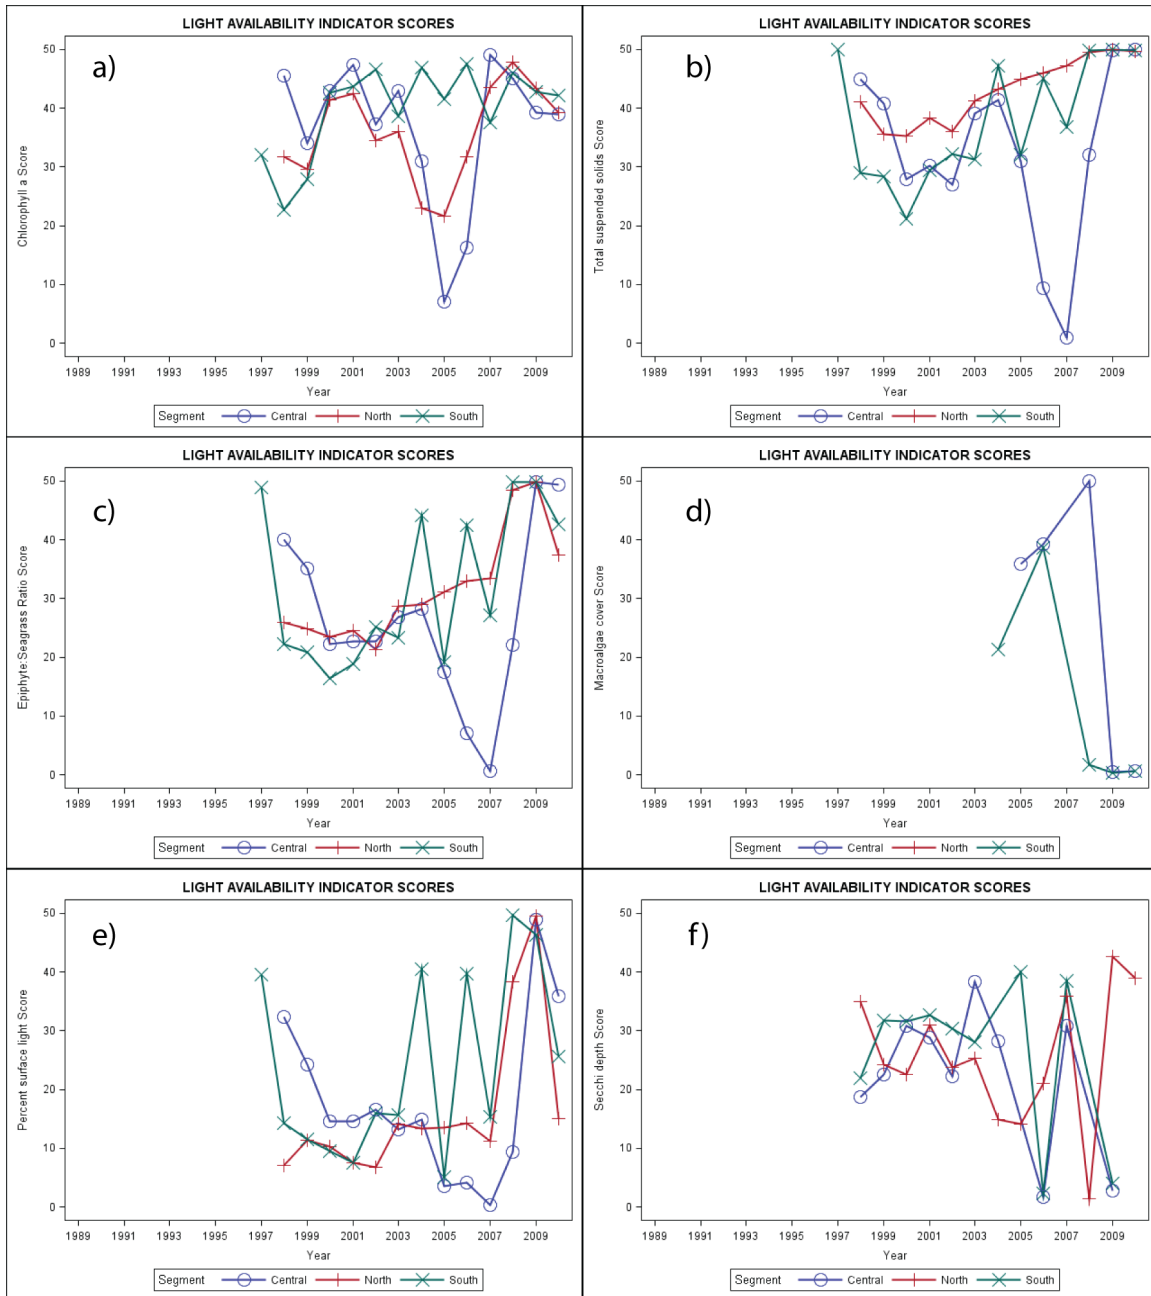 LIGHT AVAILABILITY INDICATOR SCORES
a)
Chlorophyll a Score
50
40
30
20
10
0
1989 1991 1993 1995 1997 1999 2001 2003 2005 2007 2009
Year
Segment Central North South
LIGHT AVAILABILITY INDICATOR SCORES
b)
Total suspended solids Score
50
40
30
20
10
0
1989 1991 1993 1995 1997 1999 2001 2003 2005 2007 2009
Year
Segment Central North South
LIGHT AVAILABILITY INDICATOR SCORES
c)
Epiphyte:Seagrass Ratio Score
50
40
30
20
10
0
1989 1991 1993 1995 1997 1999 2001 2003 2005 2007 2009
Year
Segment Central North South
LIGHT AVAILABILITY INDICATOR SCORES
d)
Macroalgae cover Score
50
40
30
20
10
0
1989 1991 1993 1995 1997 1999 2001 2003 2005 2007 2009
Year
Segment Central North South
LIGHT AVAILABILITY INDICATOR SCORES
e)
Percent surface light Score
50
40
30
20
10
0
1989 1991 1993 1995 1997 1999 2001 2003 2005 2007 2009
Year
Segment Central North South
LIGHT AVAILABILITY INDICATOR SCORES
f)
Secchi depth Score
50
40
30
20
10
0
1989 1991 1993 1995 1997 1999 2001 2003 2005 2007 2009
Year
Segment Central North South